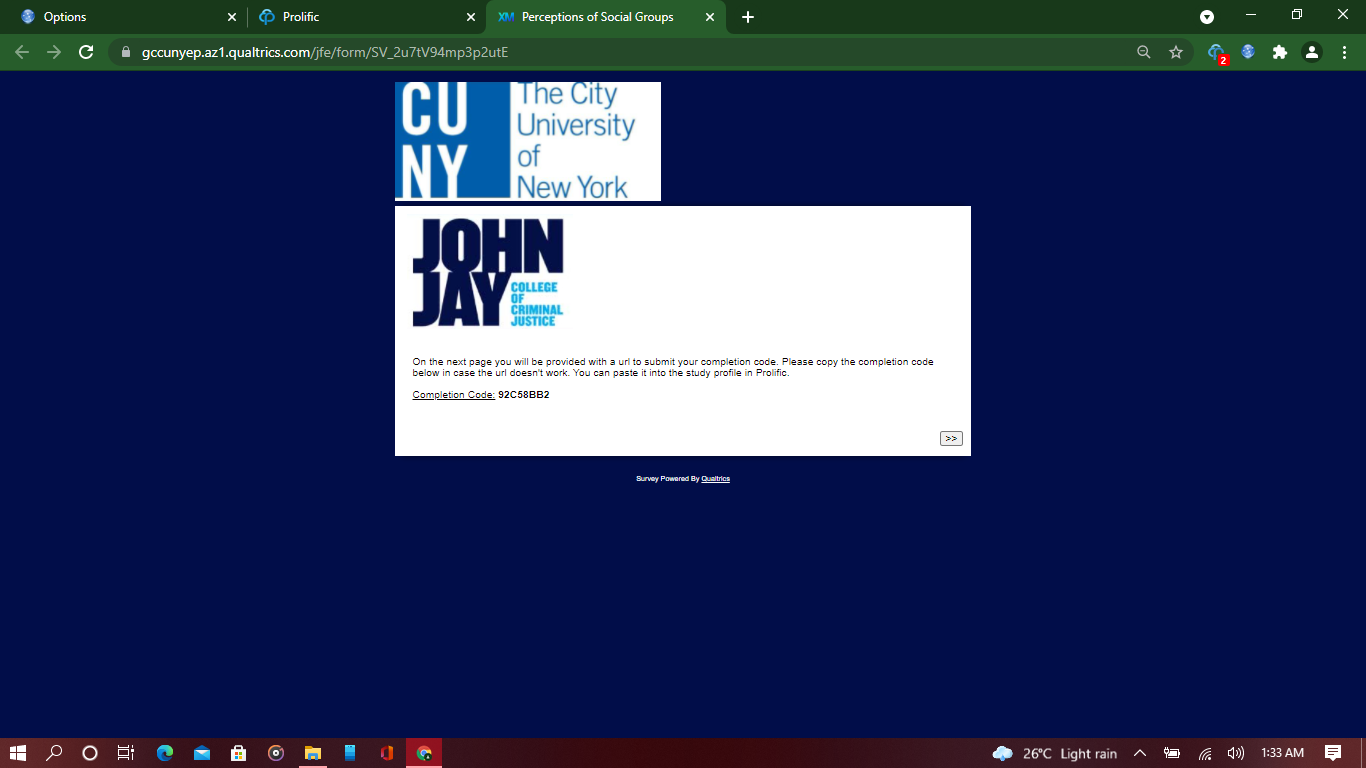 Options
Prolific
Perceptions of Social Groups
gccunyep.az1.qualtrics.com/jfe/form/SV_2u7tV94mp3p2utE
2
CU
NY
The City
University
of
New York
JOHN
JAY
COLLEGE
OF
CRIMINAL
JUSTICE
On the next page you will be provided with a url to submit your completion code. Please copy the completion code
below in case the url doesn't work. You can paste it into the study profile in Prolific.
Completion Code: 92C58BB2
>>
Survey Powered By Qualtrics
26°C Light rain
1:33 AM